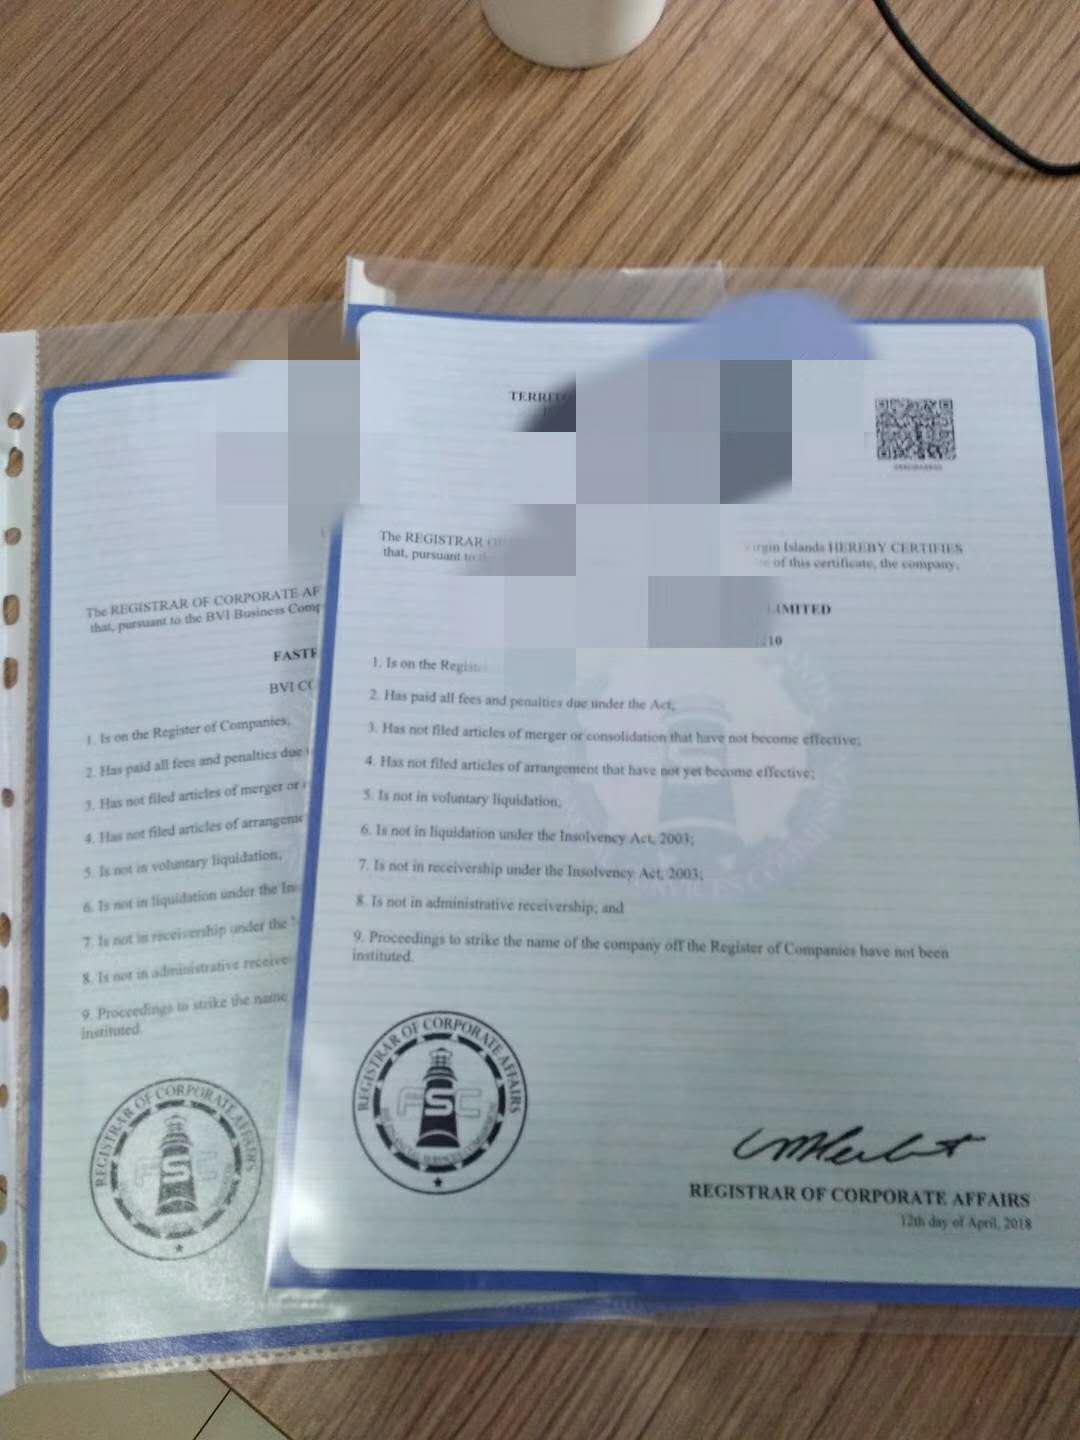 The REGISTRAR OF CORPORATE AF
that, pursuant to the BVI Business Comp
BVI CO
1. Is on the Register of Companies;
2. Has paid all fees and penalties due
3. Has not filed articles of merger or
4. Has not filed articles of arrangeme
5. Is not in voluntary liquidation;
6. Is not in liquidation under the Ins
7. Is not in receivership under the
8. Is not in administrative receive
9. Proceedings to strike the name
instituted.
REGISTRAR OF CORPORATE AFFAIRS
FSC
TERRITO
The REGISTRAR
that, pursuant to
Islands HEREBY CERTIFIES
of this certificate, the company,
LIMITED
210
1. Is on the Regist
2. Has paid all fees and penalties due under the Act;
3. Has not filed articles of merger or consolidation that have not become effective;
4. Has not filed articles of arrangement that have not yet become effective;
5. Is not in voluntary liquidation;
6. Is not in liquidation under the Insolvency Act, 2003;
7. Is not in receivership under the Insolvency Act, 2003;
8. Is not in administrative receivership; and
9. Proceedings to strike the name of the company off the Register of Companies have not been
instituted.
REGISTRAR OF CORPORATE AFFAIRS
FSC
REGISTRAR OF CORPORATE AFFAIRS
12th day of April, 2018